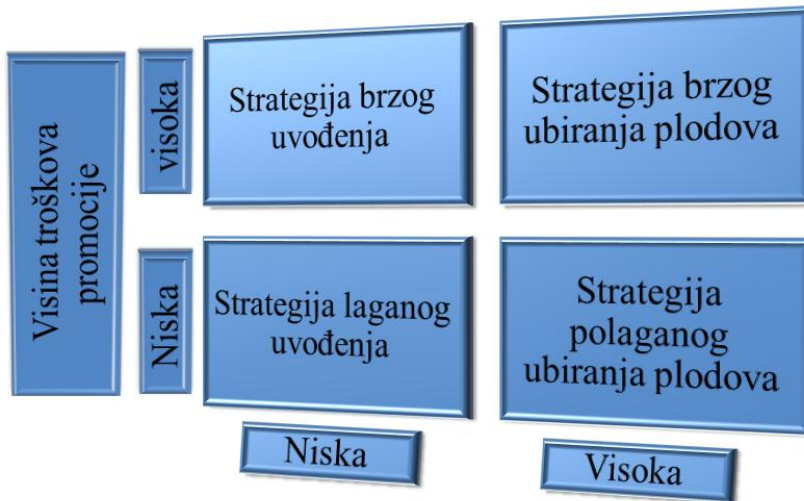 Visina troškova
promocije
visoka
Strategija brzog
uvođenja
Strategija brzog
ubiranja plodova
Niska
Strategija laganog
uvođenja
Strategija
polaganog
ubiranja plodova
Niska
Visoka